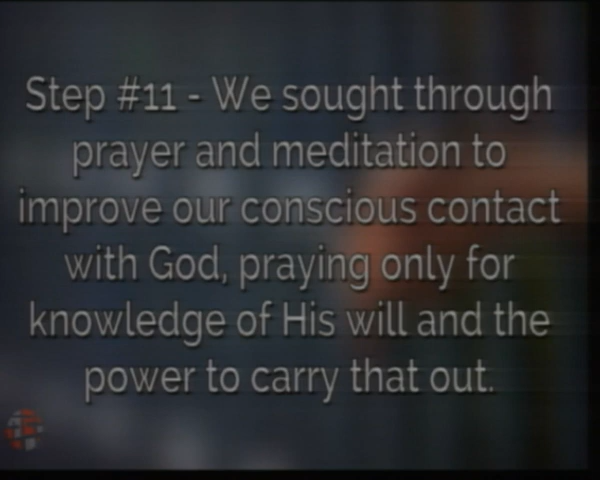 Step #11 - We sought through
prayer and meditation to
improve our conscious contact
with God, praying only for
knowledge of His will and the
power to carry that out.